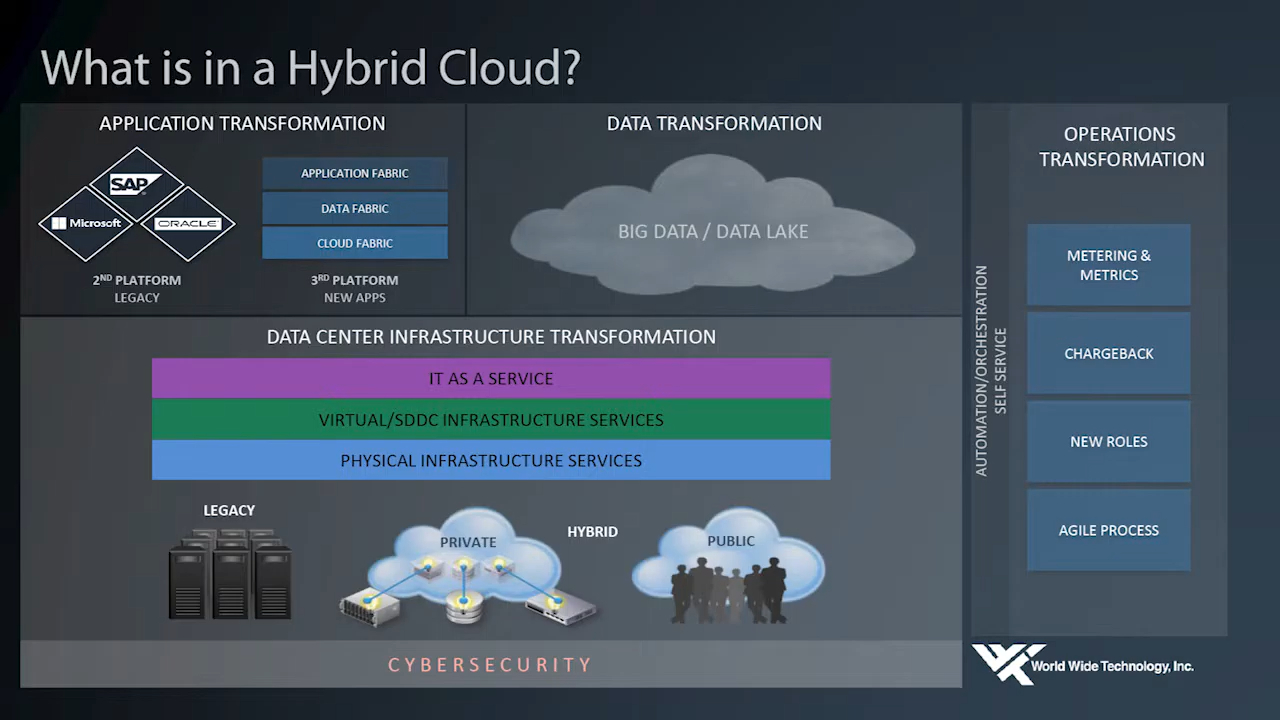 What is in a Hybrid Cloud?
APPLICATION TRANSFORMATION
SAP
Microsoft
ORACLE
2ND PLATFORM
LEGACY
APPLICATION FABRIC
DATA FABRIC
CLOUD FABRIC
3RD PLATFORM
NEW APPS
DATA TRANSFORMATION
BIG DATA / DATA LAKE
DATA CENTER INFRASTRUCTURE TRANSFORMATION
IT AS A SERVICE
VIRTUAL/SDDC INFRASTRUCTURE SERVICES
PHYSICAL INFRASTRUCTURE SERVICES
LEGACY
PRIVATE
HYBRID
PUBLIC
CYBERSECURITY
AUTOMATION/ORCHESTRATION
SELF SERVICE
OPERATIONS
TRANSFORMATION
METERING &
METRICS
CHARGEBACK
NEW ROLES
AGILE PROCESS
World Wide Technology, Inc.